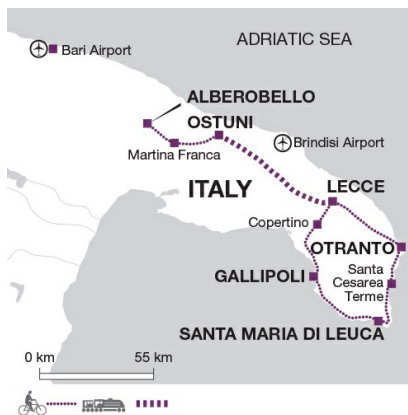 ADRIATIC SEA
Bari Airport
ALBEROBELLO
OSTUNI
Martina Franca
Brindisi Airport
ITALY
LECCE
Copertino
OTRANTO
Santa
Cesarea
Terme
GALLIPOLI
SANTA MARIA DI LEUCA
0 km 55 km